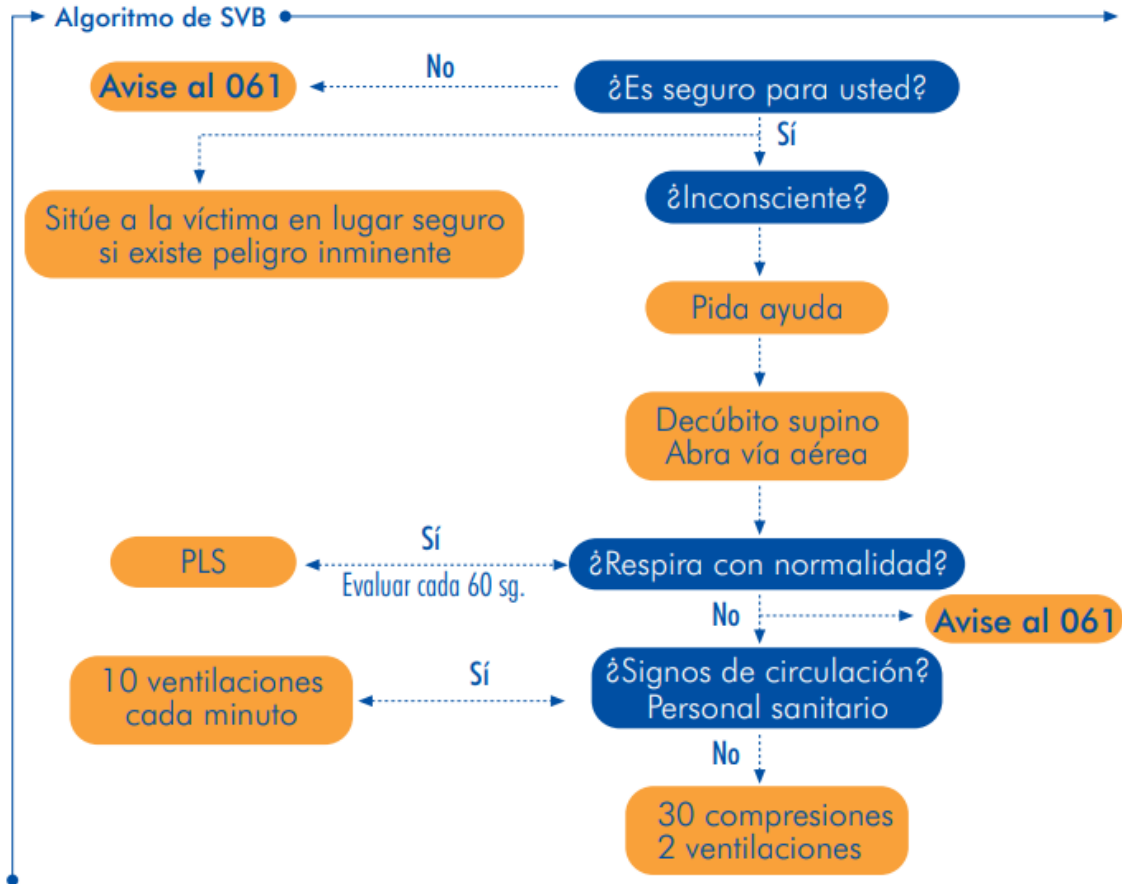 Algoritmo de SVB
Avise al 061
No
¿Es seguro para usted?
Sí
Sitúe a la víctima en lugar seguro
si existe peligro inminente
¿Inconsciente?
Pida ayuda
Decúbito supino
Abra vía aérea
PLS
Sí
Evaluar cada 60 sg.
¿Respira con normalidad?
No
Avise al 061
10 ventilaciones
cada minuto
Sí
¿Signos de circulación?
Personal sanitario
No
30 compresiones
2 ventilaciones